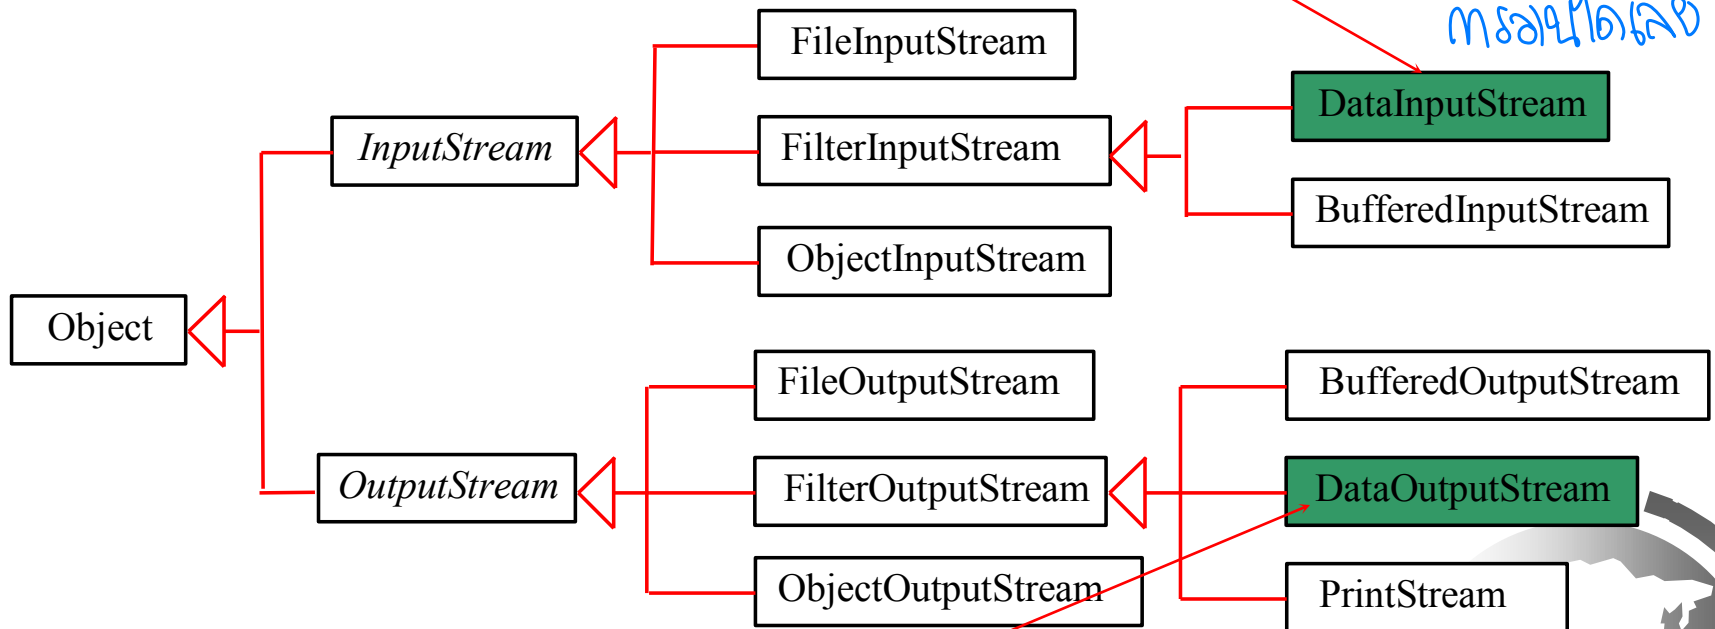 FileInputStream
DataInputStream
InputStream
FilterInputStream
BufferedInputStream
ObjectInputStream
Object
FileOutputStream
BufferedOutputStream
OutputStream
FilterOutputStream
DataOutputStream
ObjectOutputStream
PrintStream